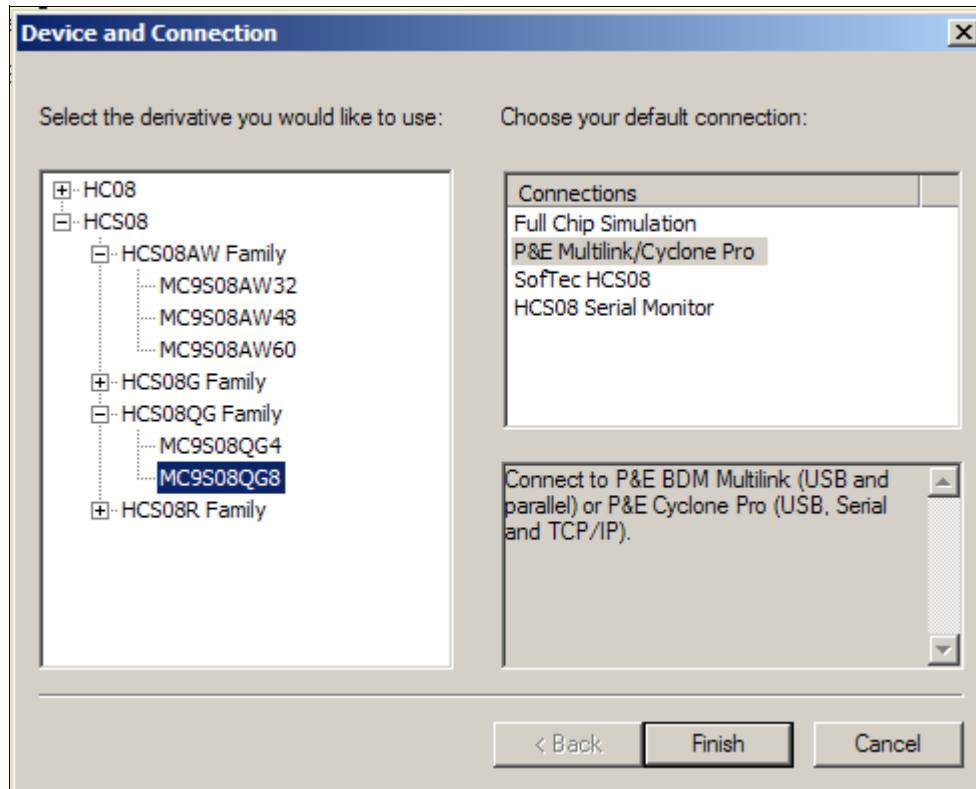 Device and Connection
Select the derivative you would like to use:
HC08
HCS08
HCS08AW Family
MC9S08AW32
MC9S08AW48
MC9S08AW60
HCS08G Family
HCS08QG Family
MC9S08QG4
MC9S08QG8
HCS08R Family
Choose your default connection:
Connections
Full Chip Simulation
P&E Multilink/Cyclone Pro
SofTec HCS08
HCS08 Serial Monitor
Connect to P&E BDM Multilink (USB and
parallel) or P&E Cyclone Pro (USB, Serial
and TCP/IP).
< Back
Finish
Cancel